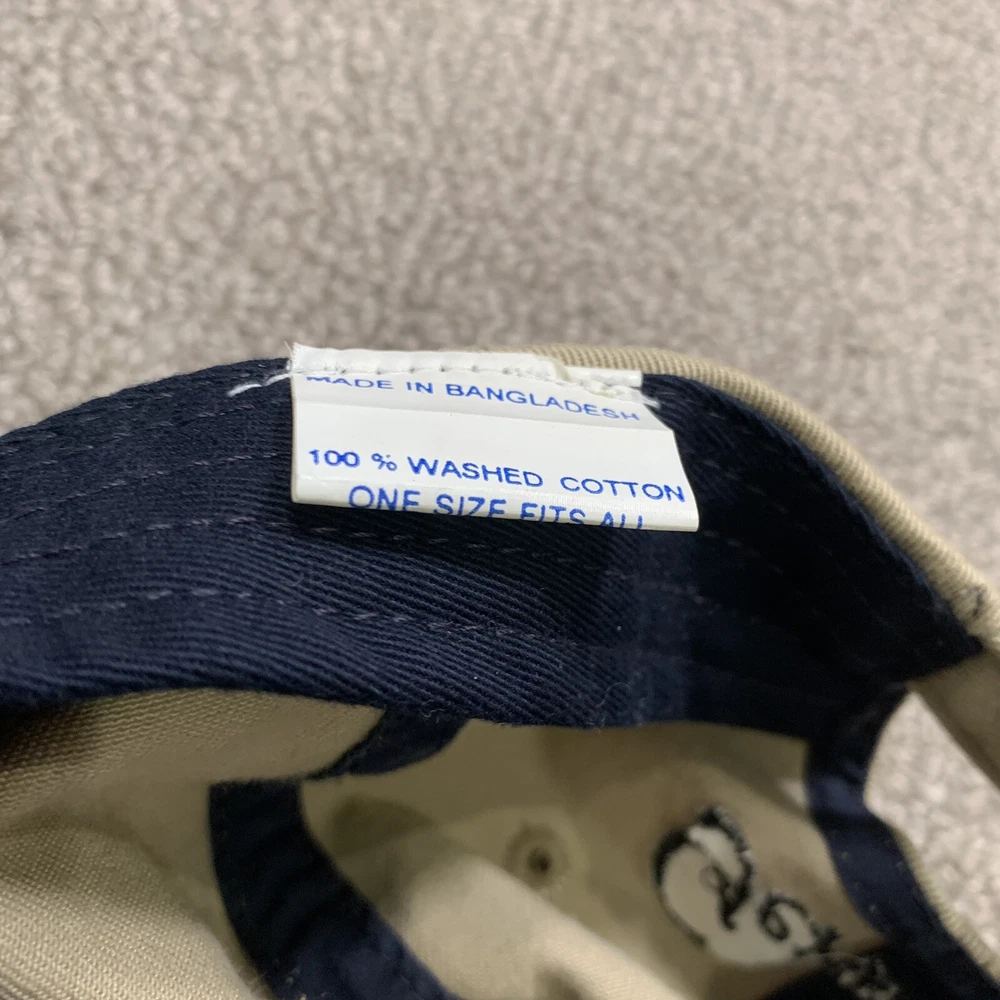 MADE IN BANGLADESH
100 % WASHED COTTON
ONE SIZE FITS ALL